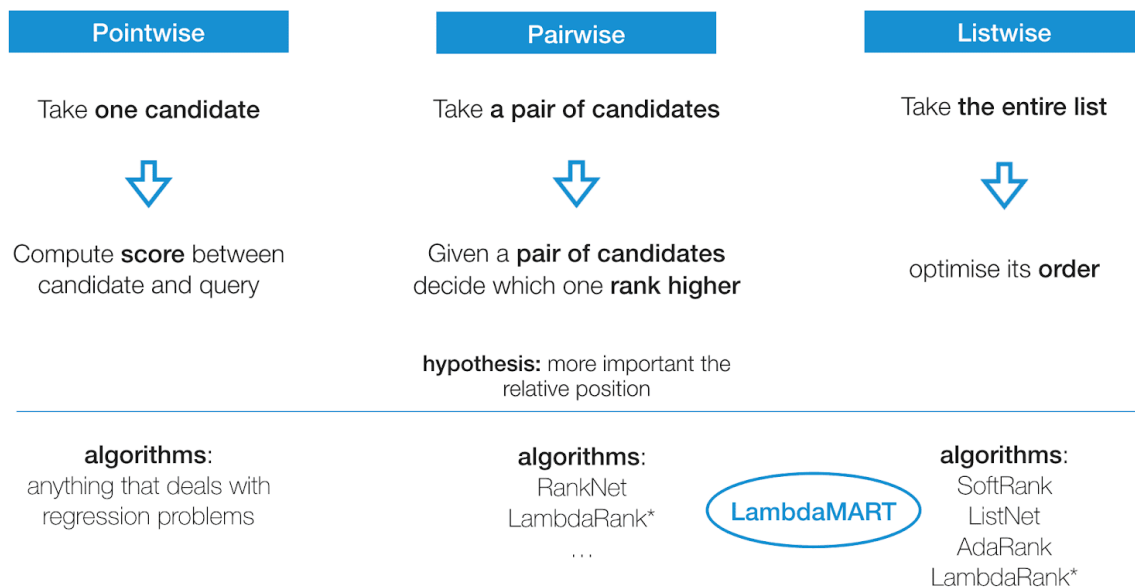 Pointwise
Take one candidate
Compute score between
candidate and query
algorithms:
anything that deals with
regression problems
Pairwise
Take a pair of candidates
Given a pair of candidates
decide which one rank higher
hypothesis: more important the
relative position
algorithms:
RankNet
LambdaRank*
...
LambdaMART
Listwise
Take the entire list
optimise its order
algorithms:
SoftRank
ListNet
AdaRank
LambdaRank*